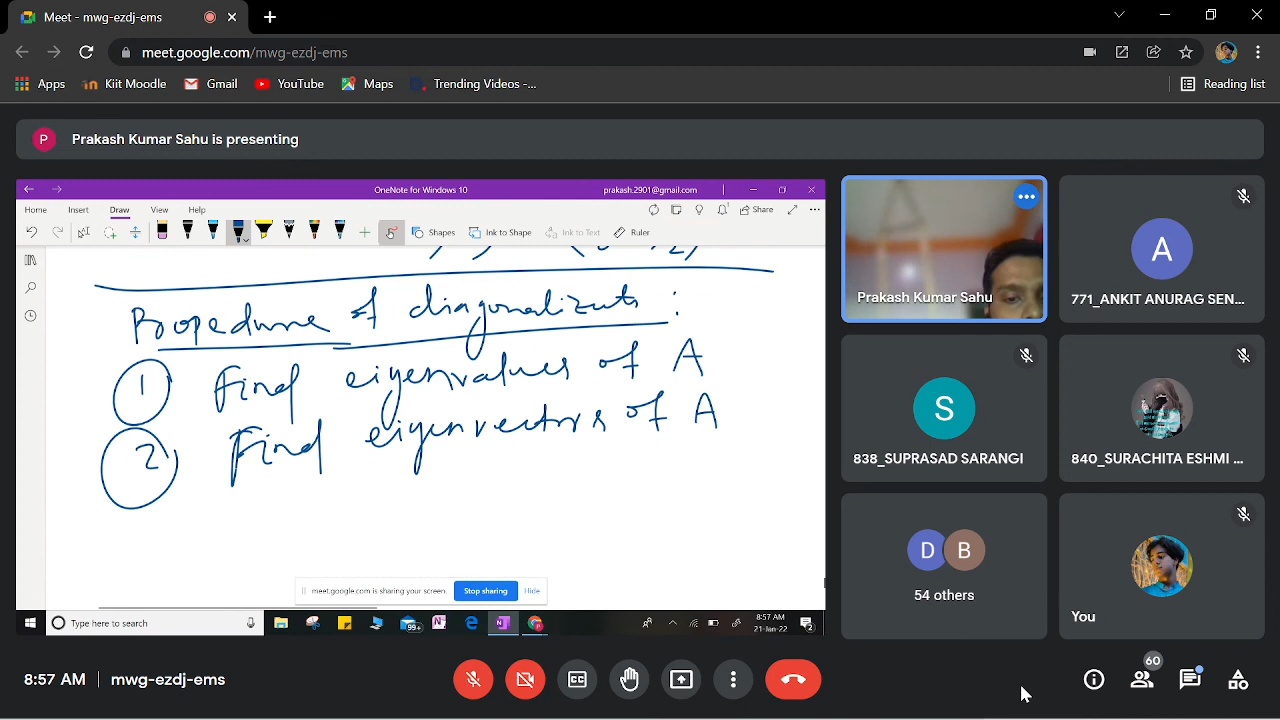 Meet - mwg-ezdj-ems
meet.google.com/mwg-ezdj-ems
Apps
Kiit Moodle
Gmail
YouTube
Maps
Trending Videos -...
Reading list
P
Prakash Kumar Sahu is presenting
OneNote for Windows 10
prakash.2901@gmail.com
Home
Insert
Draw
View
Help
Share
Shapes
Ink to Shape
Ink to Text
Ruler
Propedure of diagonalizats :
1 Find eigenvalues of A
2 Find eigenvectors of A
meet.google.com is sharing your screen.
Stop sharing
Hide
Type here to search
99+
8:57 AM
21-Jan-22
2
Prakash Kumar Sahu
A
771_ANKIT ANURAG SEN...
S
838_SUPRASAD SARANGI
840_SURACHITA ESHMI ...
D
B
54 others
You
8:57 AM
mwg-ezdj-ems
60